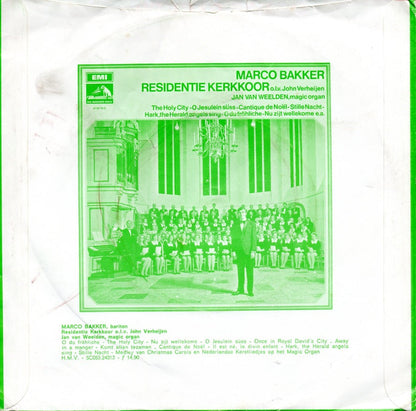 EMI
MARCO BAKKER
RESIDENTIE KERKKOOR o.l.v. John Verheijen
JAN VAN WEELDEN, magic organ
The Holy City - O Jesulein süss - Cantique de Noël - Stille Nacht -
Hark, the Herald angels sing - O du fröhliche - Nu zijt wellekome e.a.
MARCO BAKKER, bariton
Residentie Kerkkoor o.l.v. John Verheijen
Jan van Weelden, magic organ
O du fröhliche - The Holy City - Nu zijt wellekome - O Jesulein süss - Once in Royal David's City - Away
in a manger - Komt allen tezamen - Cantique de Noël - Il est né, le divin enfant - Hark, the Herald angels
sing - Stille Nacht - Medley van Christmas Carols en Nederlandse Kerstliedjes op het Magic Organ
H.M.V. - 5C053-24313 - ƒ 14,90